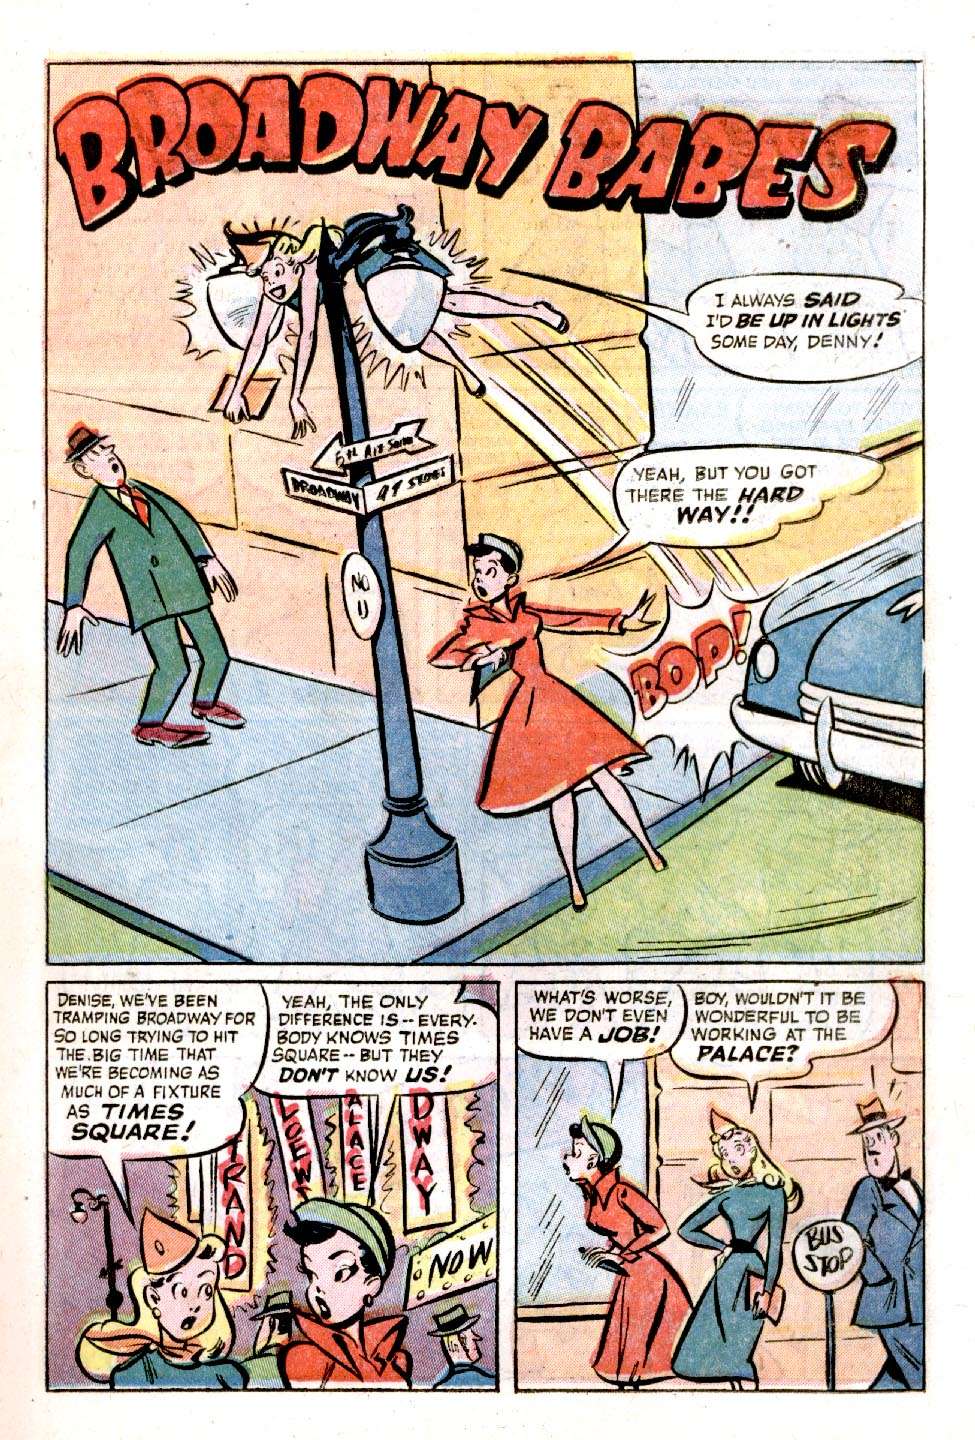 BROADWAY BABES
I ALWAYS SAID
I'D BE UP IN LIGHTS
SOME DAY, DENNY!
YEAH, BUT YOU GOT
THERE THE HARD
WAY!!
5th
BROADWAY
NO
U
BOP!
DENISE, WE'VE BEEN
TRAMPING BROADWAY FOR
SO LONG TRYING TO HIT
THE BIG TIME THAT
WE'RE BECOMING AS
MUCH OF A FIXTURE
AS TIMES
SQUARE!
YEAH, THE ONLY
DIFFERENCE IS--EVERY-
BODY KNOWS TIMES
SQUARE--BUT THEY
DON'T KNOW US!
TRAND
LOEWS
ALACE
DWAY
NOW
WHAT'S WORSE,
WE DON'T EVEN
HAVE A JOB!
BOY, WOULDN'T IT BE
WONDERFUL TO BE
WORKING AT THE
PALACE?
BUS
STOP